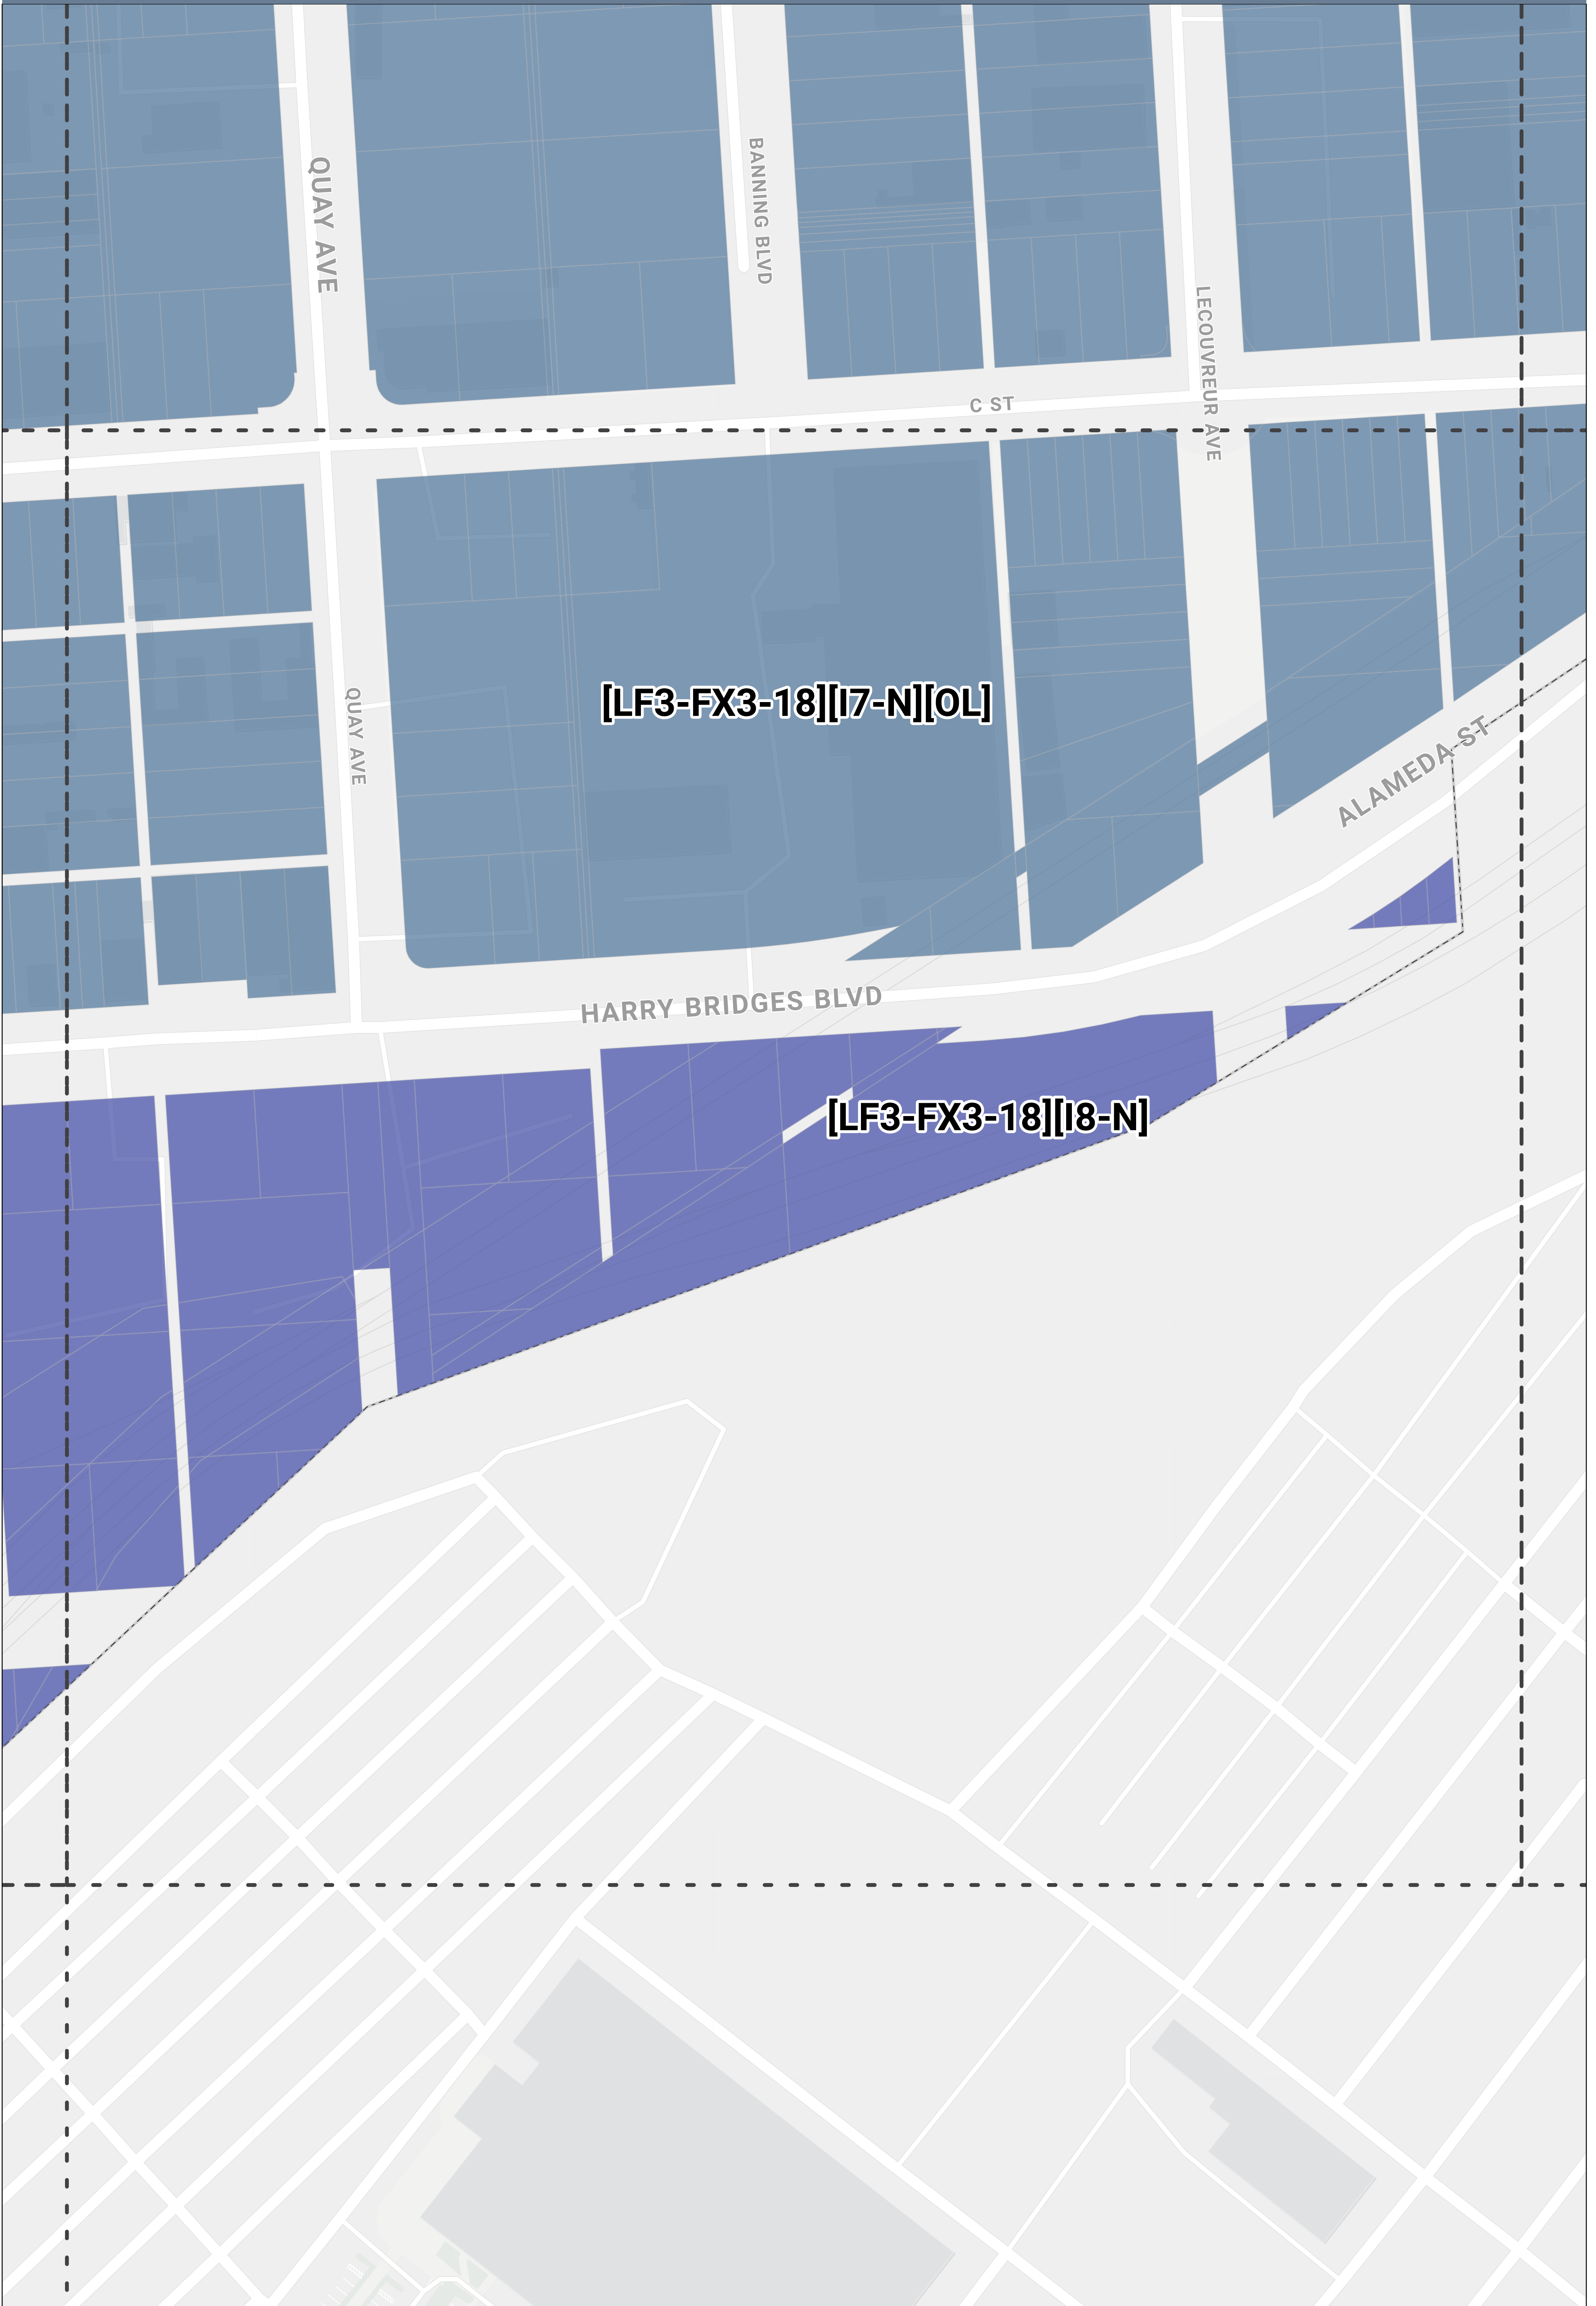 QUAY AVE
BANNING BLVD
LECOUVREUR AVE
C ST
[LF3-FX3-18][I7-N][OL]
QUAY AVE
ALAMEDA ST
HARRY BRIDGES BLVD
[LF3-FX3-18][I8-N]